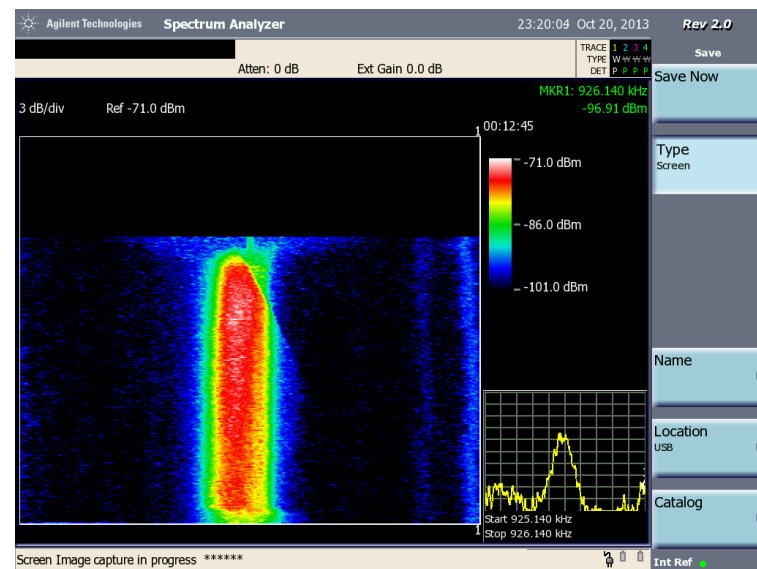 Agilent Technologies Spectrum Analyzer 23:20:04 Oct 20, 2013 Rev 2.0
TRACE 1 2 3 4
TYPE W W W W
DET P P P P
Atten: 0 dB Ext Gain 0.0 dB
Save
Save Now
MKR1: 926.140 kHz
-96.91 dBm
3 dB/div Ref -71.0 dBm
1 00:12:45
-71.0 dBm
-86.0 dBm
-101.0 dBm
Type
Screen
Name
Location
USB
Catalog
Start 925.140 kHz
Stop 926.140 kHz
1
Screen Image capture in progress ******
Int Ref